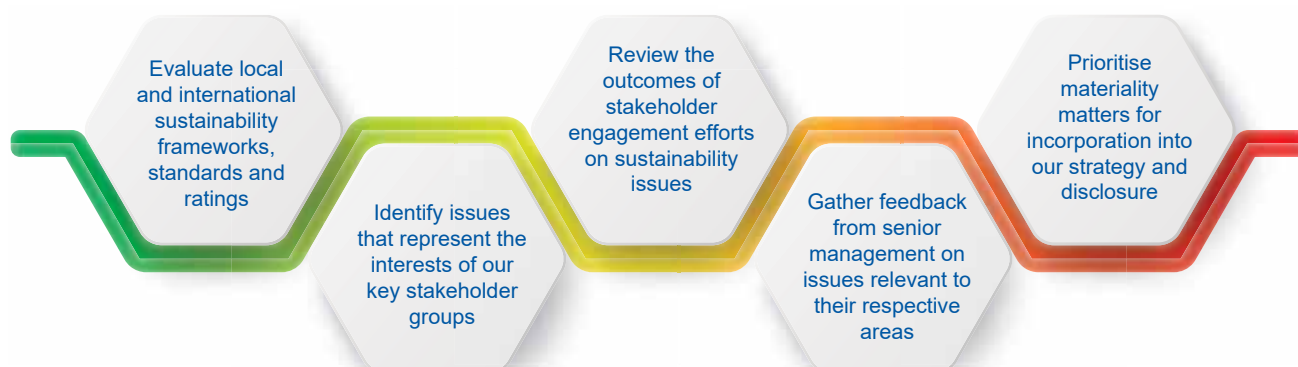 Evaluate local
and international
sustainability
frameworks,
standards and
ratings
Identify issues
that represent the
interests of our
key stakeholder
groups
Review the
outcomes of
stakeholder
engagement efforts
on sustainability
issues
Gather feedback
from senior
management on
issues relevant to
their respective
areas
Prioritise
materiality
matters for
incorporation into
our strategy and
disclosure